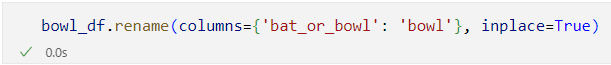 bowl_df.rename(columns={'bat_or_bowl': 'bowl'}, inplace=True)
0.0s